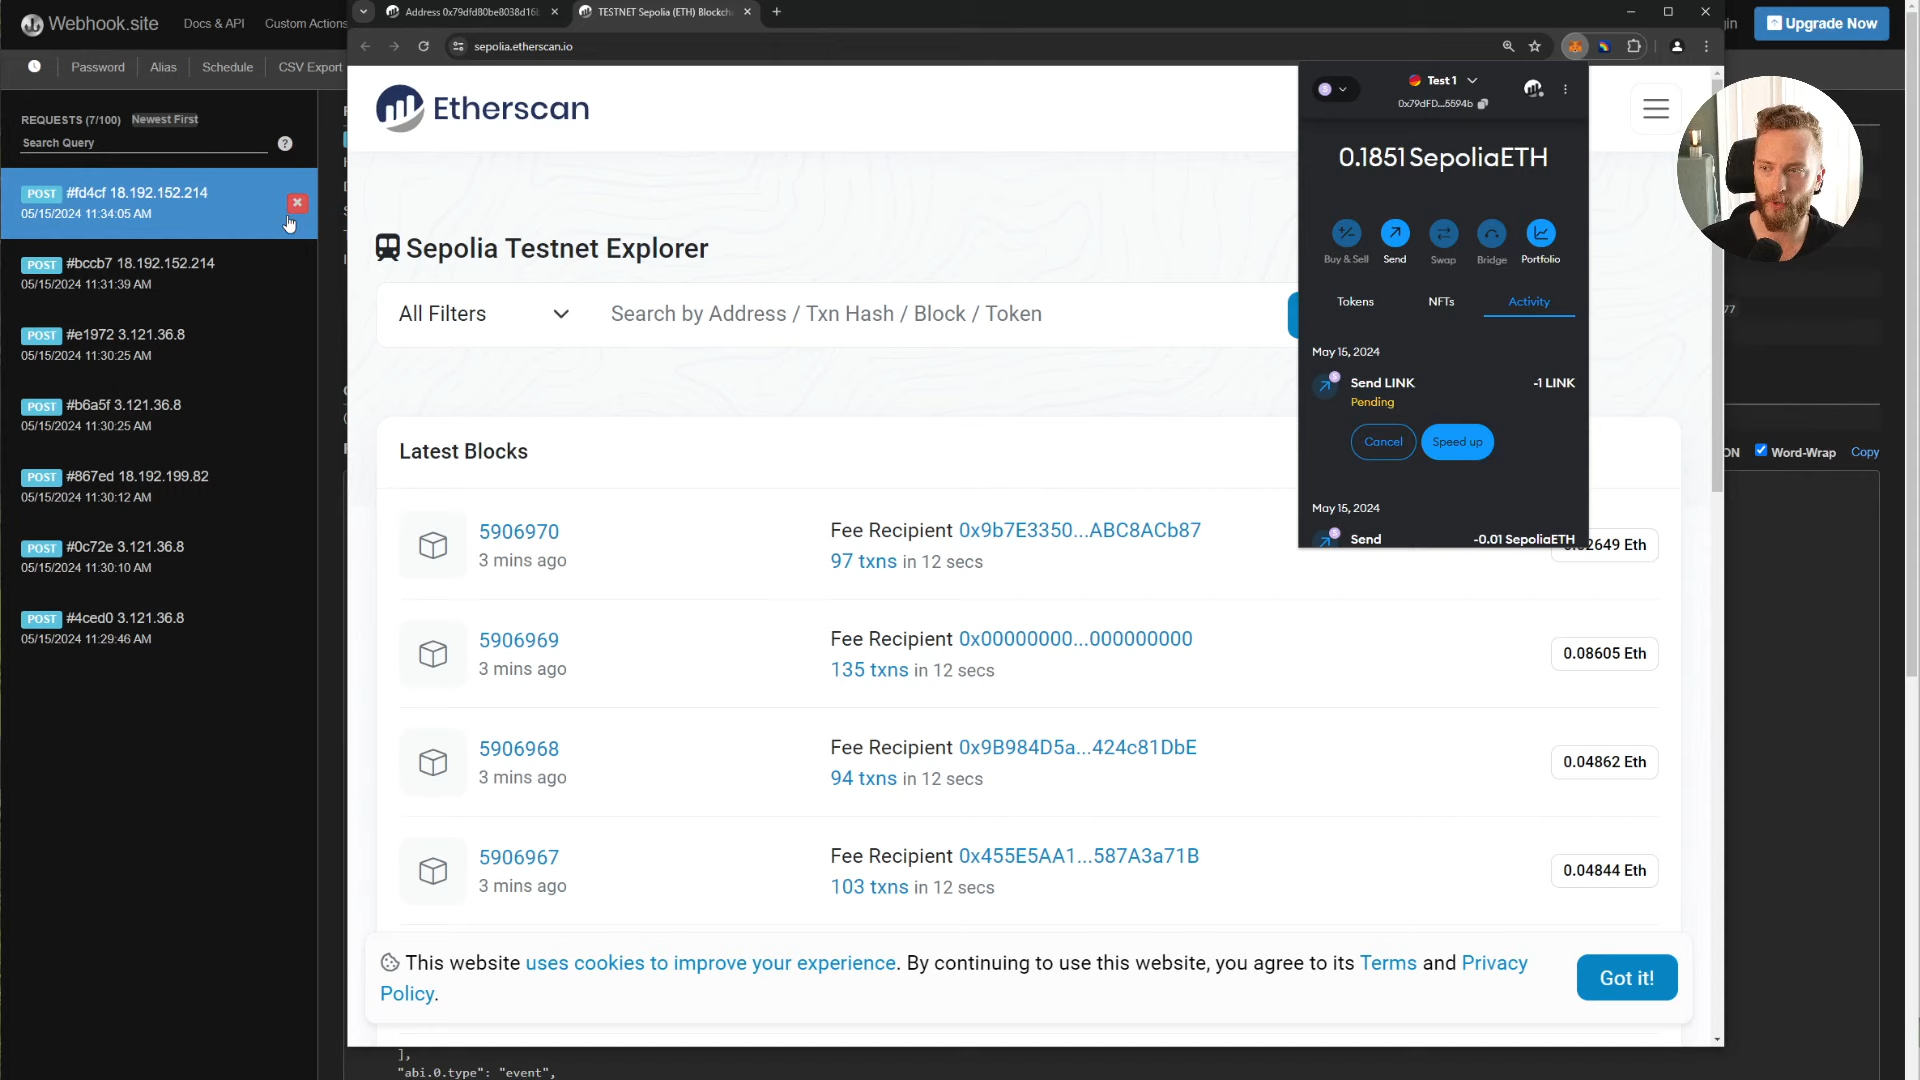 Webhook.site
Docs & API
Custom Actions
Upgrade Now
Password
Alias
Schedule
CSV Export
REQUESTS (7/100) Newest First
Search Query
?
POST #fd4cf 18.192.152.214
05/15/2024 11:34:05 AM
POST #bccb7 18.192.152.214
05/15/2024 11:31:39 AM
POST #e1972 3.121.36.8
05/15/2024 11:30:25 AM
POST #b6a5f 3.121.36.8
05/15/2024 11:30:25 AM
POST #867ed 18.192.199.82
05/15/2024 11:30:12 AM
POST #0c72e 3.121.36.8
05/15/2024 11:30:10 AM
POST #4ced0 3.121.36.8
05/15/2024 11:29:46 AM
Address 0x79dfd80be8038d16
TESTNET Sepolia (ETH) Blockch
sepolia.etherscan.io
Etherscan
Sepolia Testnet Explorer
All Filters
Search by Address / Txn Hash / Block / Token
Latest Blocks
5906970
3 mins ago
Fee Recipient 0x9b7E3350...ABC8ACb87
97 txns in 12 secs
2649 Eth
5906969
3 mins ago
Fee Recipient 0x00000000...000000000
135 txns in 12 secs
0.08605 Eth
5906968
3 mins ago
Fee Recipient 0x9B984D5a...424c81DbE
94 txns in 12 secs
0.04862 Eth
5906967
3 mins ago
Fee Recipient 0x455E5AA1...587A3a71B
103 txns in 12 secs
0.04844 Eth
This website uses cookies to improve your experience. By continuing to use this website, you agree to its Terms and Privacy
Policy.
Got it!
S
Test 1
0x79dFD...5594b
0.1851 SepoliaETH
Buy & Sell
Send
Swap
Bridge
Portfolio
Tokens
NFTs
Activity
May 15, 2024
Send LINK
-1 LINK
Pending
Cancel
Speed up
May 15, 2024
Send
-0.01 SepoliaETH
77
ON
Word-Wrap
Copy
],
"abi.0.type": "event",